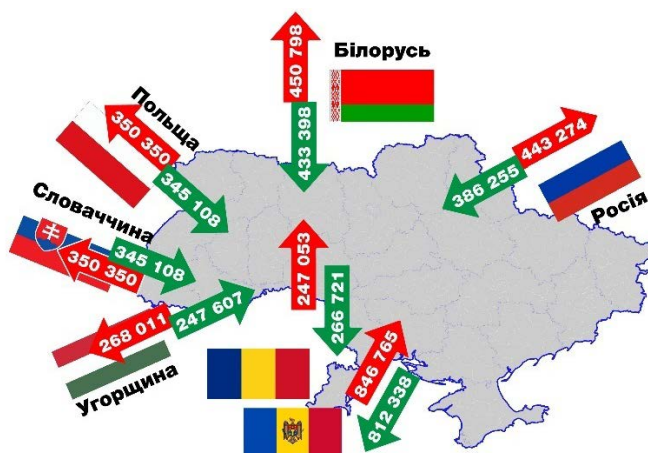 Білорусь
450 798
433 398
Польща
350 350
345 108
443 274
386 255
Росія
Словаччина
345 108
350 350
247 053
266 721
268 011
247 607
Угорщина
846 765
812 338